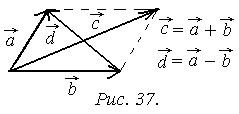 a⃗
d⃗
c⃗
b⃗
c⃗ = a⃗ + b⃗
d⃗ = a⃗ − b⃗
Рис. 37.